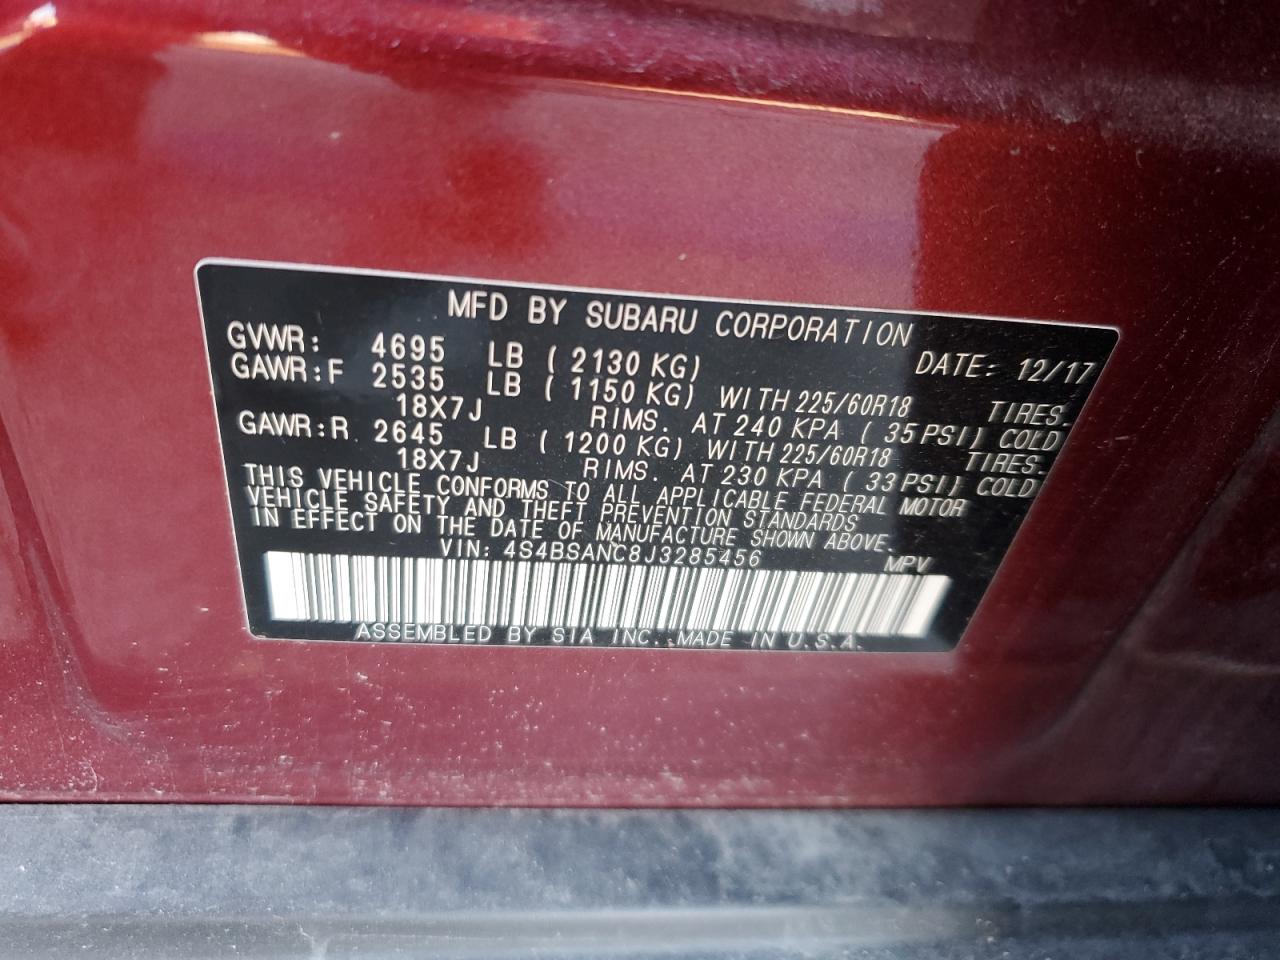 MFD BY SUBARU CORPORATION
GVWR: 4695 LB ( 2130 KG) DATE: 12/17
GAWR:F 2535 LB ( 1150 KG) WITH 225/60R18 TIRES.
18X7J RIMS. AT 240 KPA ( 35 PSI) COLD
GAWR:R 2645 LB ( 1200 KG) WITH 225/60R18 TIRES.
18X7J RIMS. AT 230 KPA ( 33 PSI) COLD
THIS VEHICLE CONFORMS TO ALL APPLICABLE FEDERAL MOTOR
VEHICLE SAFETY AND THEFT PREVENTION STANDARDS
IN EFFECT ON THE DATE OF MANUFACTURE SHOWN ABOVE.
VIN: 4S4BSANC8J3285456 MPV
ASSEMBLED BY SIA INC. MADE IN U.S.A.